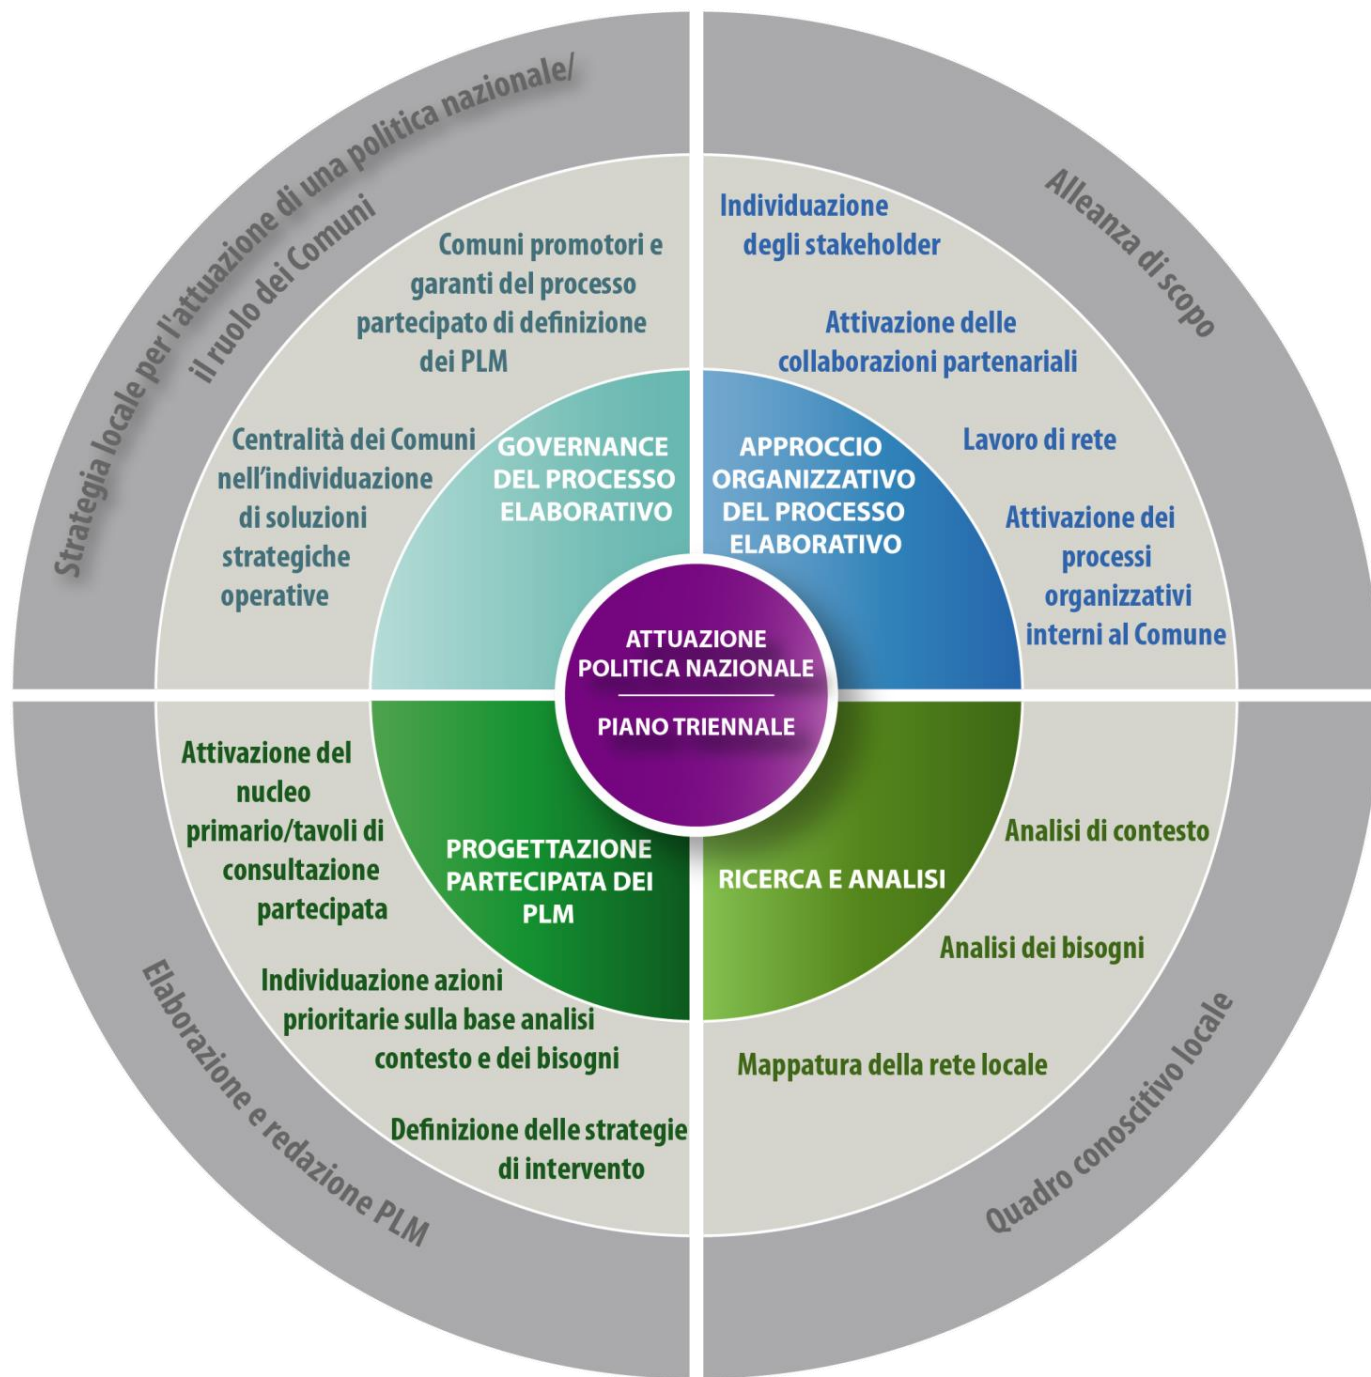 Strategia locale per l'attuazione di una politica nazionale/
il ruolo dei Comuni
Comuni promotori e
garanti del processo
partecipato di definizione
dei PLM
Centralità dei Comuni
nell’individuazione
di soluzioni
strategiche
operative
GOVERNANCE
DEL PROCESSO
ELABORATIVO
Alleanza di scopo
Individuazione
degli stakeholder
Attivazione delle
collaborazioni partenariali
Lavoro di rete
Attivazione dei
processi
organizzativi
interni al Comune
APPROCCIO
ORGANIZZATIVO
DEL PROCESSO
ELABORATIVO
ATTUAZIONE
POLITICA NAZIONALE
PIANO TRIENNALE
Attivazione del
nucleo
primario/tavoli di
consultazione
partecipata
Individuazione azioni
prioritarie sulla base analisi
contesto e dei bisogni
Definizione delle strategie
di intervento
PROGETTAZIONE
PARTECIPATA DEI
PLM
Elaborazione e redazione PLM
RICERCA E ANALISI
Analisi di contesto
Analisi dei bisogni
Mappatura della rete locale
Quadro conoscitivo locale